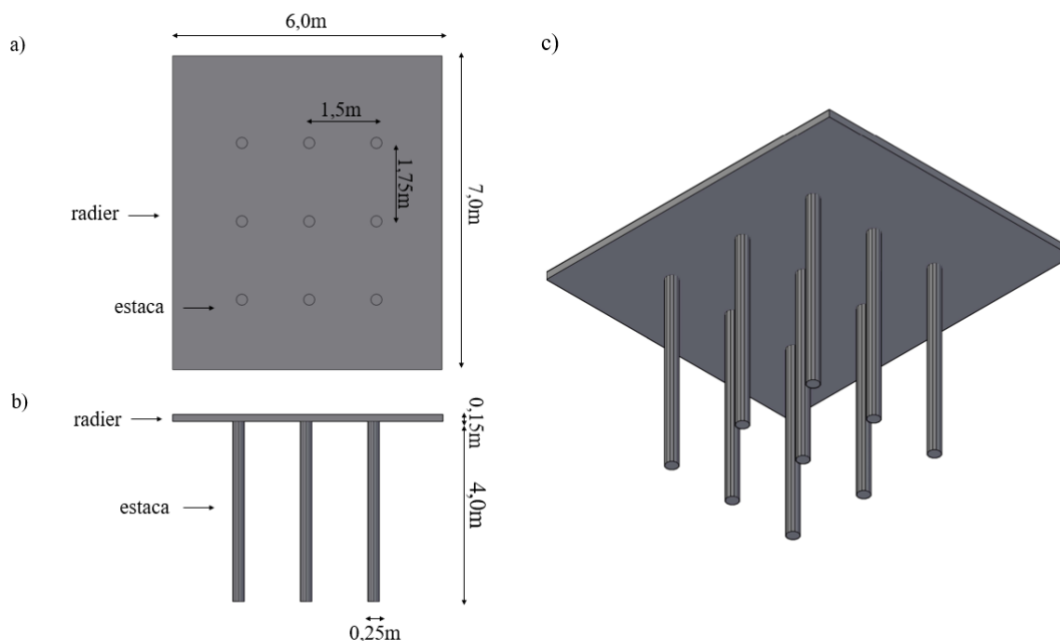 a)
6,0m
1,5m
1,75m
7,0m
radier
estaca
b)
radier
0,15m
estaca
4,0m
0,25m
c)